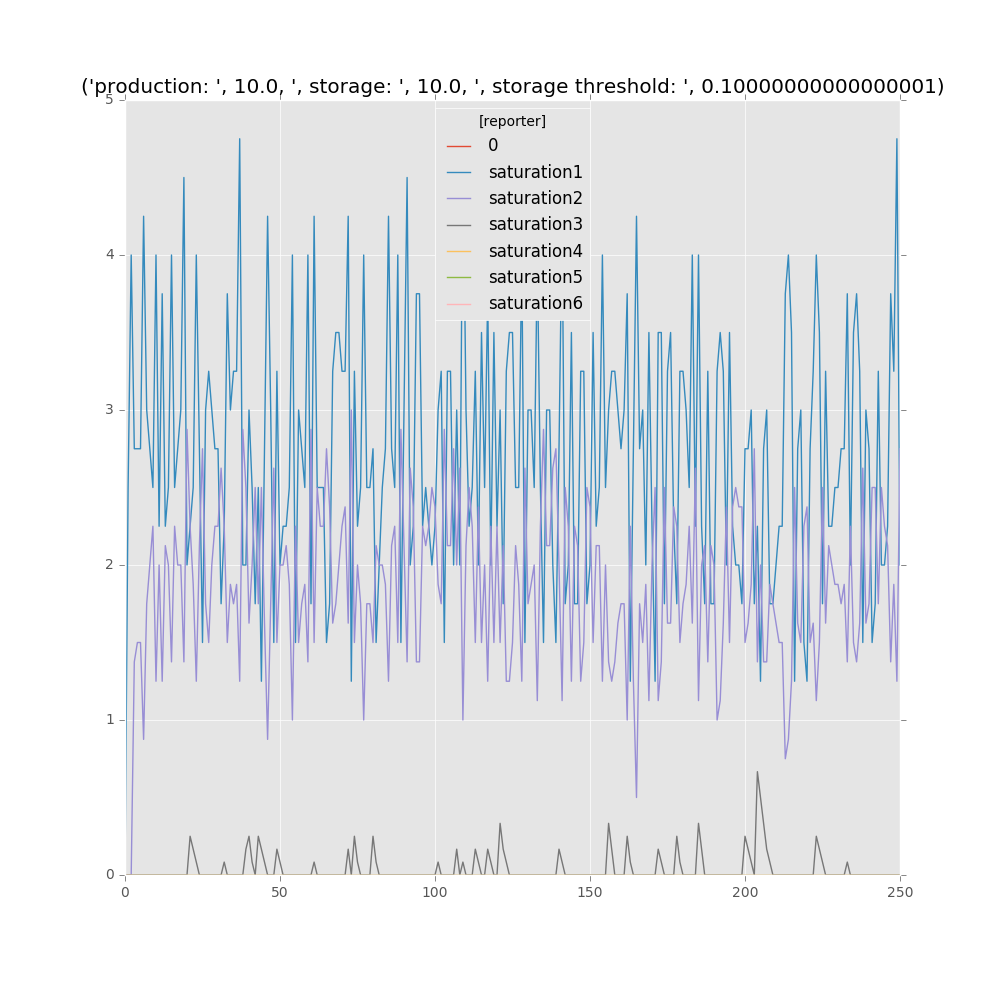 ('production: ', 10.0, ', storage: ', 10.0, ', storage threshold: ', 0.10000000000000001)
5
4
3
2
1
0
[reporter]
0
saturation1
saturation2
saturation3
saturation4
saturation5
saturation6
0 50 100 150 200 250